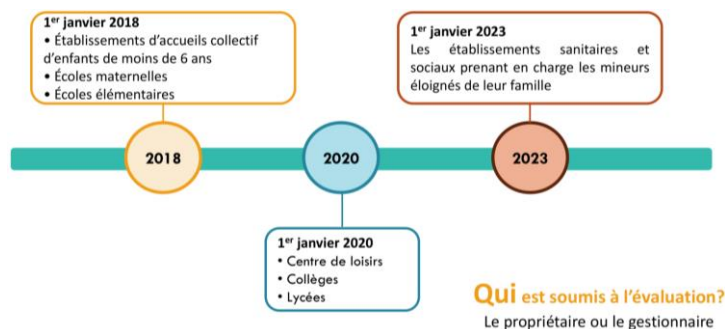 1er janvier 2018
• Établissements d'accueils collectif
d'enfants de moins de 6 ans
• Écoles maternelles
• Écoles élémentaires
1er janvier 2023
Les établissements sanitaires et
sociaux prenant en charge les mineurs
éloignés de leur famille
2018
2020
2023
1er janvier 2020
• Centre de loisirs
• Collèges
• Lycées
Qui est soumis à l'évaluation?
Le propriétaire ou le gestionnaire